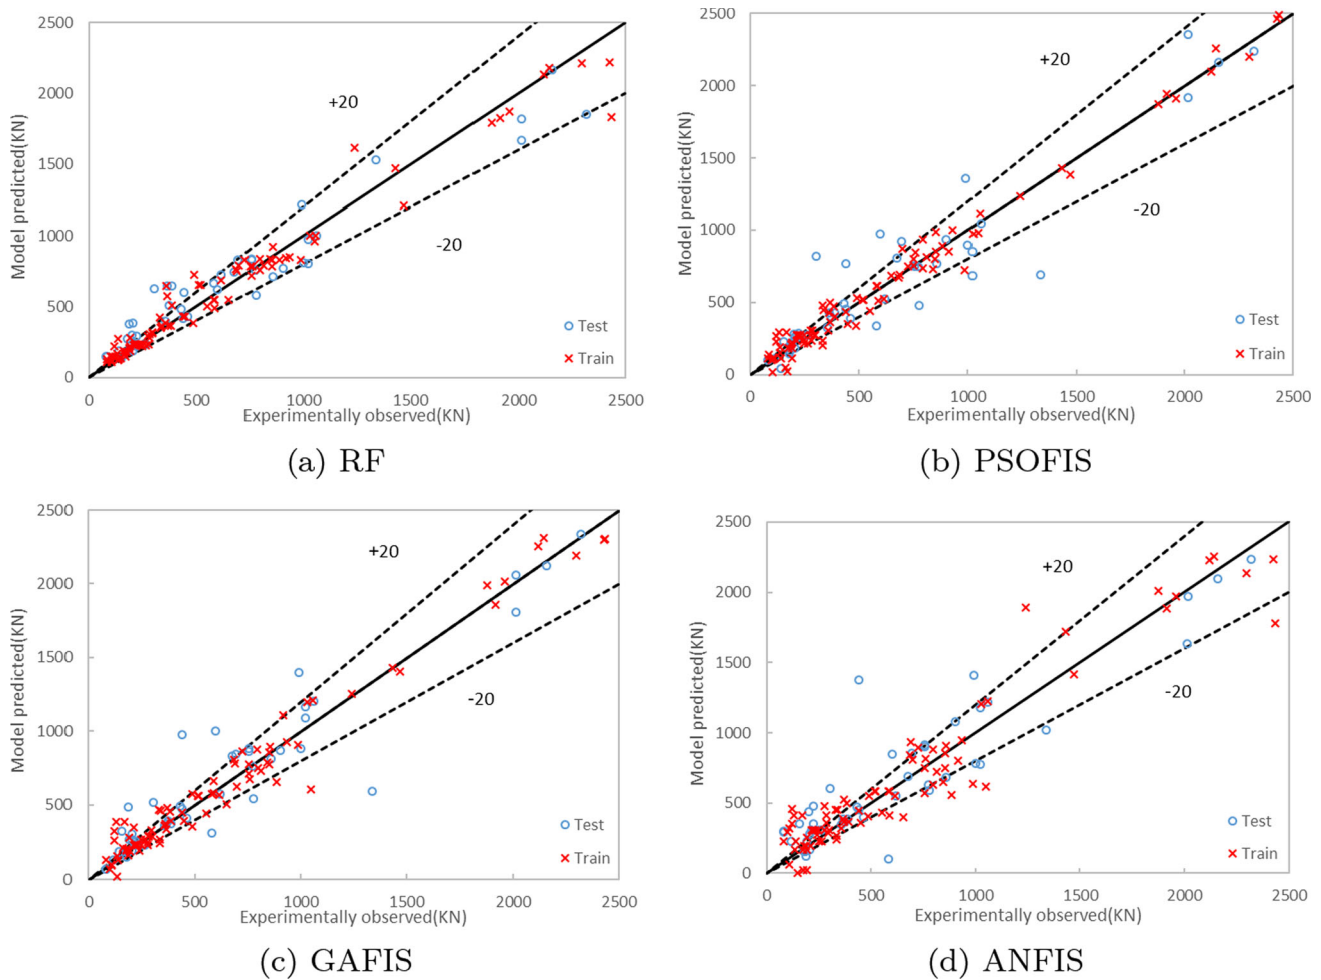 2500
2000
1500
1000
500
0
Model predicted(KN)
+20
-20
Test
Train
0 500 1000 1500 2000 2500
Experimentally observed(KN)
(a) RF
2500
2000
1500
1000
500
0
Model predicted(KN)
+20
-20
Test
Train
0 500 1000 1500 2000 2500
Experimentally observed(KN)
(b) PSOFIS
2500
2000
1500
1000
500
0
Model predicted(KN)
+20
-20
Test
Train
0 500 1000 1500 2000 2500
Experimentally observed(KN)
(c) GAFIS
2500
2000
1500
1000
500
0
Model predicted(KN)
+20
-20
Test
Train
0 500 1000 1500 2000 2500
Experimentally observed(KN)
(d) ANFIS